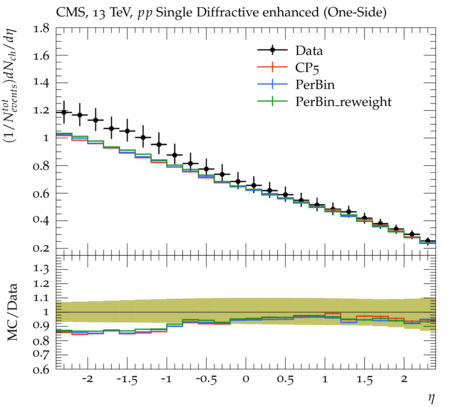 CMS, 13 TeV, pp Single Diffractive enhanced (One-Side)
(1/N^{tot}_{events})dN_{ch}/dη
1.8
1.6
1.4
1.2
1
0.8
0.6
0.4
0.2
Data
CP5
PerBin
PerBin_reweight
MC/Data
1.3
1.2
1.1
1
0.9
0.8
0.7
0.6
-2 -1.5 -1 -0.5 0 0.5 1 1.5 2
η